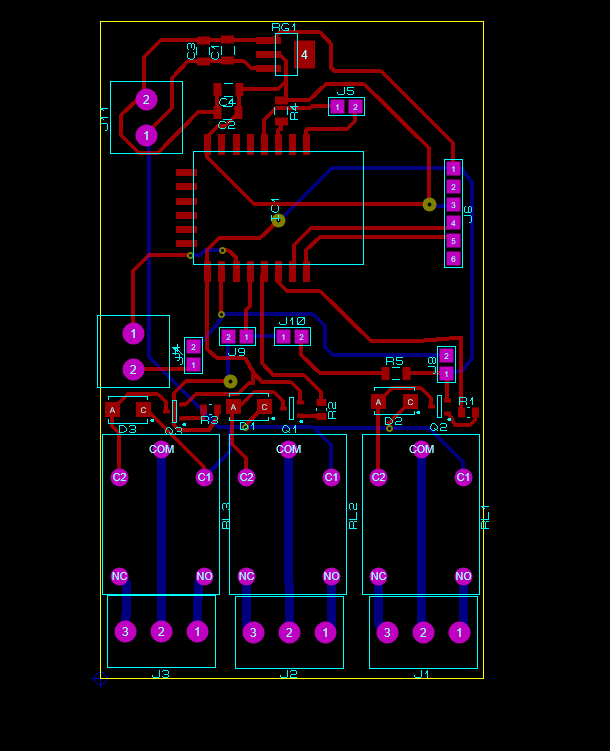 RG1
C3
C1
4
J5
2
C4
R4
1 2
J11
1
C2
1
2
IC1
3
J6
4
5
6
1
J10
2 1
1 2
2
2
J4
J9
R5
J8
2
1
1
A C
A C
A C
R1
R3
R2
D3
Q3
D1
Q1
D2
Q2
COM
COM
COM
C2 C1
C2 C1
C2 C1
RL3
RL2
RL1
NC NO
NC NO
NC NO
3 2 1
3 2 1
3 2 1
J3
J2
J1